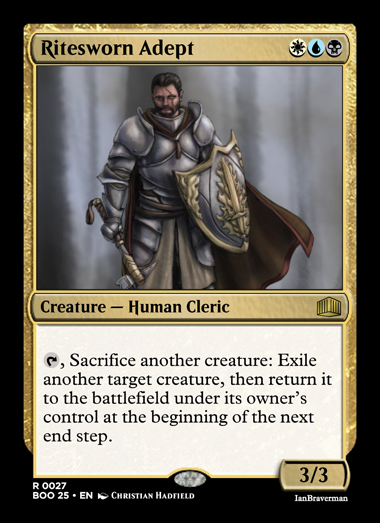 Ritesworn Adept
Creature — Human Cleric
, Sacrifice another creature: Exile
another target creature, then return it
to the battlefield under its owner's
control at the beginning of the next
end step.
3/3
R 0027
BOO 25 • EN Christian Hadfield
IanBraverman